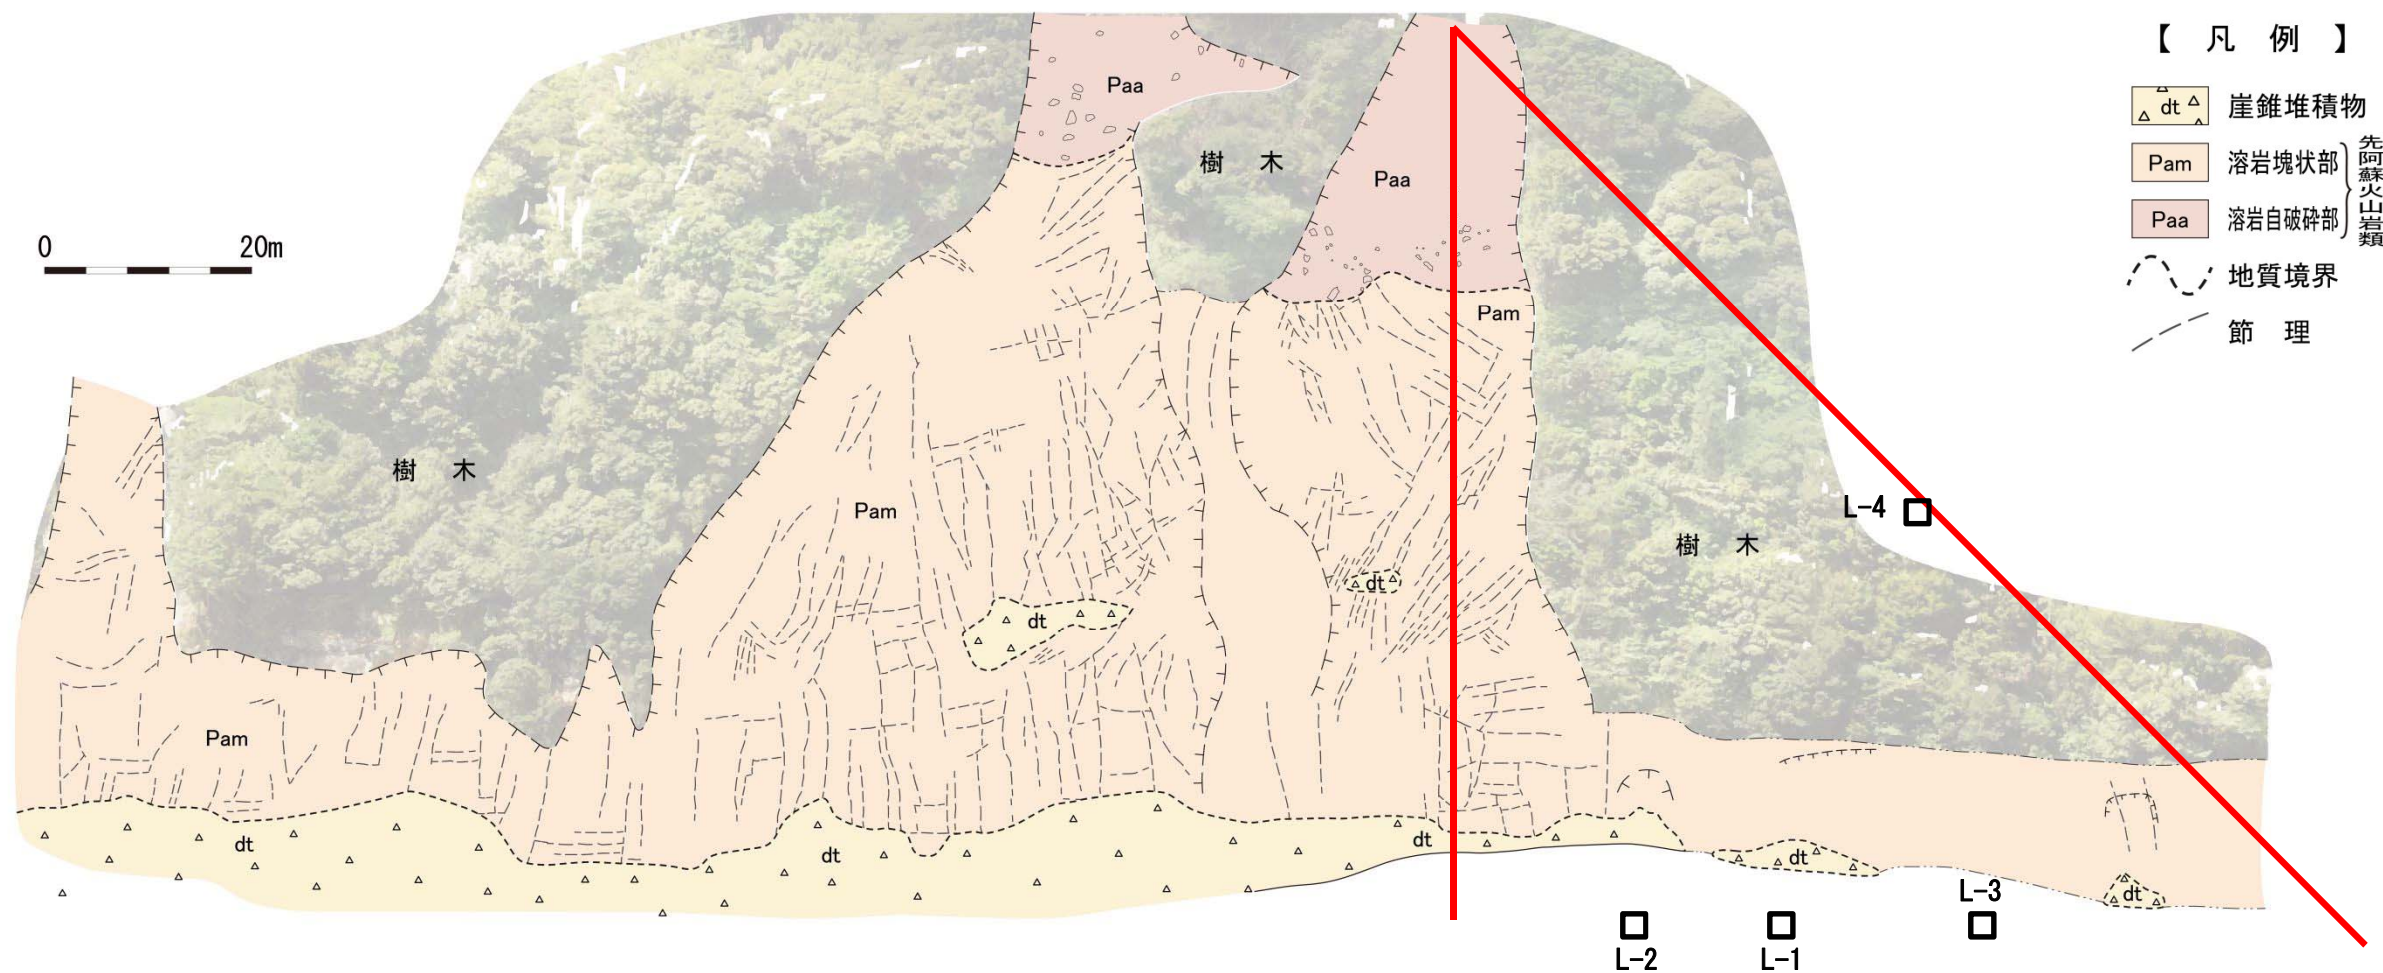 【 凡 例 】
dt 崖錐堆積物
Pam 溶岩塊状部
Paa 溶岩自破砕部
先阿蘇火山岩類
地質境界
節 理
0 20m
Paa
樹 木
Paa
Pam
樹 木
Pam
L-4
樹 木
dt
dt
Pam
dt
dt
dt
dt
dt
L-3
L-2
L-1